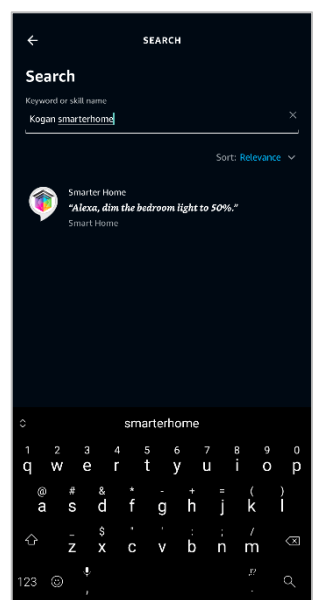 SEARCH
Search
Keyword or skill name
Kogan smarterhome
Sort: Relevance
Smarter Home
“Alexa, dim the bedroom light to 50%.”
Smart Home
smarterhome
1 2 3 4 5 6 7 8 9 0
q w e r t y u i o p
@ # & * - + = ( )
a s d f g h j k l
_ $ " ' : ; /
z x c v b n m
123 , !? .